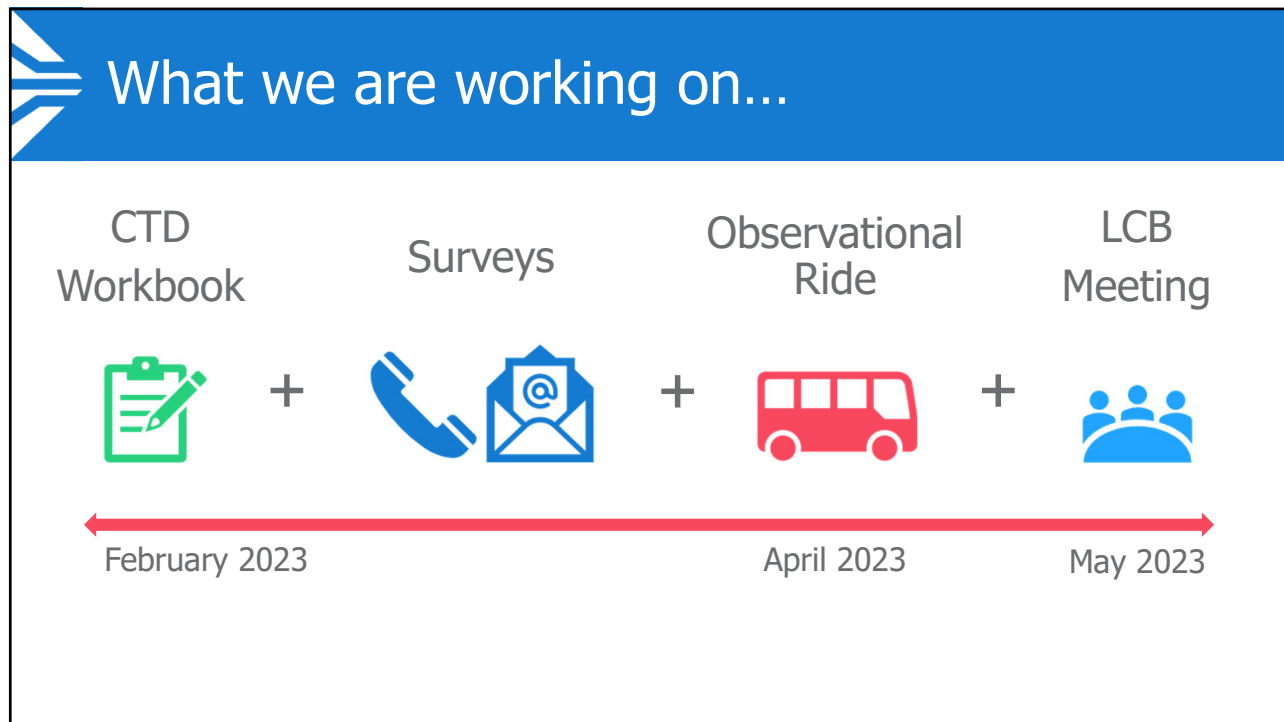 What we are working on…
CTD
Workbook
+
Surveys
@
+
Observational
Ride
+
LCB
Meeting
February 2023
April 2023
May 2023